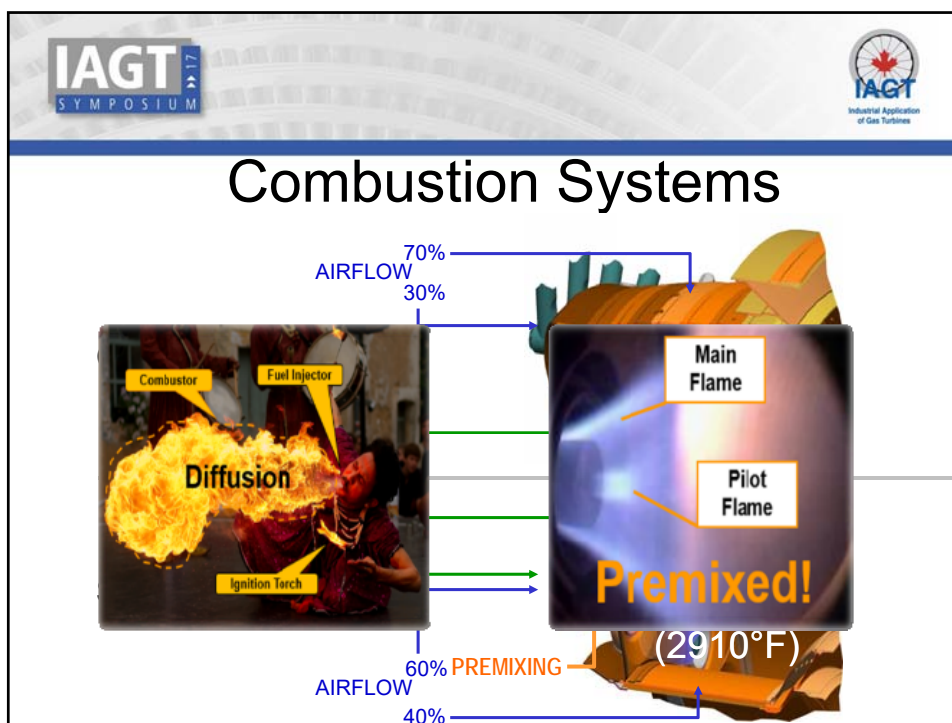 IAGT
SYMPOSIUM 17
IAGT
Industrial Application
of Gas Turbines
Combustion Systems
70%
AIRFLOW
30%
Combustor
Fuel Injector
Diffusion
Ignition Torch
Main
Flame
Pilot
Flame
Premixed!
(2910°F)
60% PREMIXING
AIRFLOW
40%